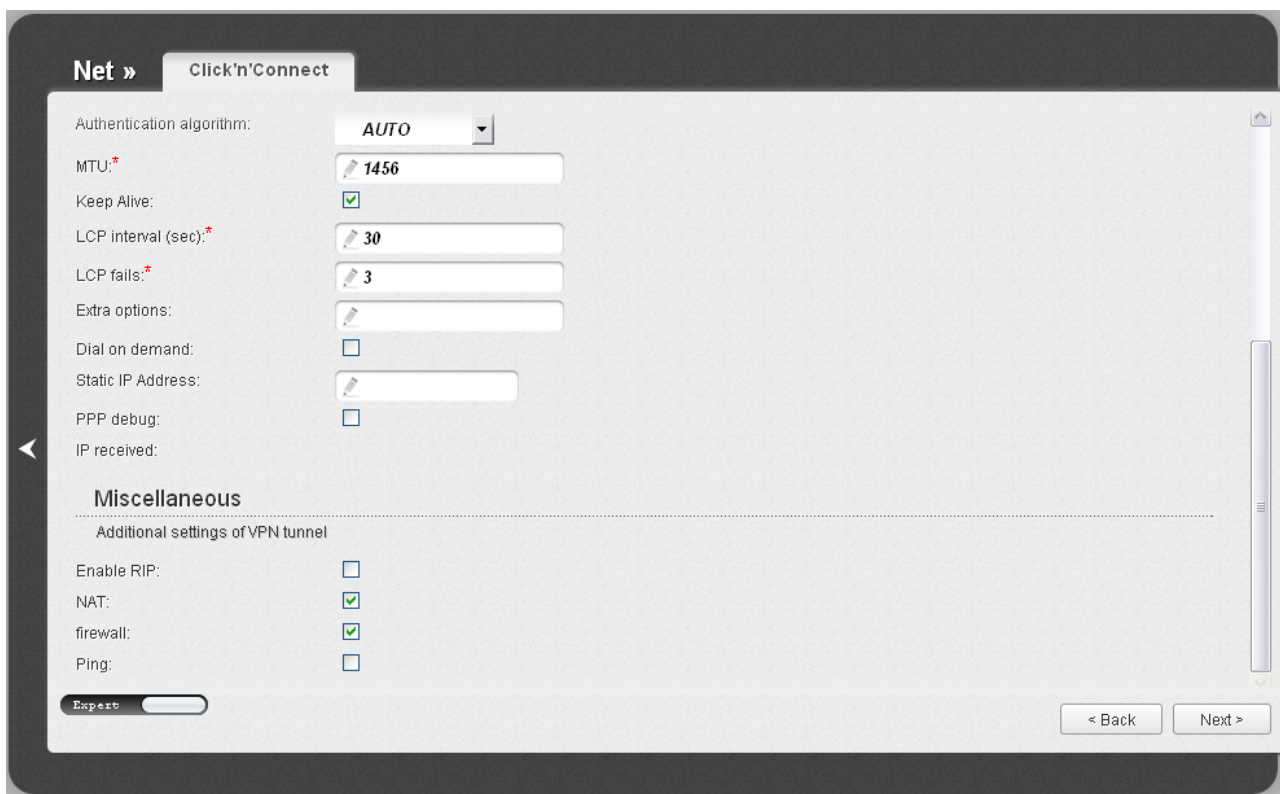 Net » Click'n'Connect
Authentication algorithm: AUTO
MTU:* 1456
Keep Alive:
LCP interval (sec):* 30
LCP fails:* 3
Extra options:
Dial on demand:
Static IP Address:
PPP debug:
IP received:
Miscellaneous
Additional settings of VPN tunnel
Enable RIP:
NAT:
firewall:
Ping:
Expert
< Back Next >